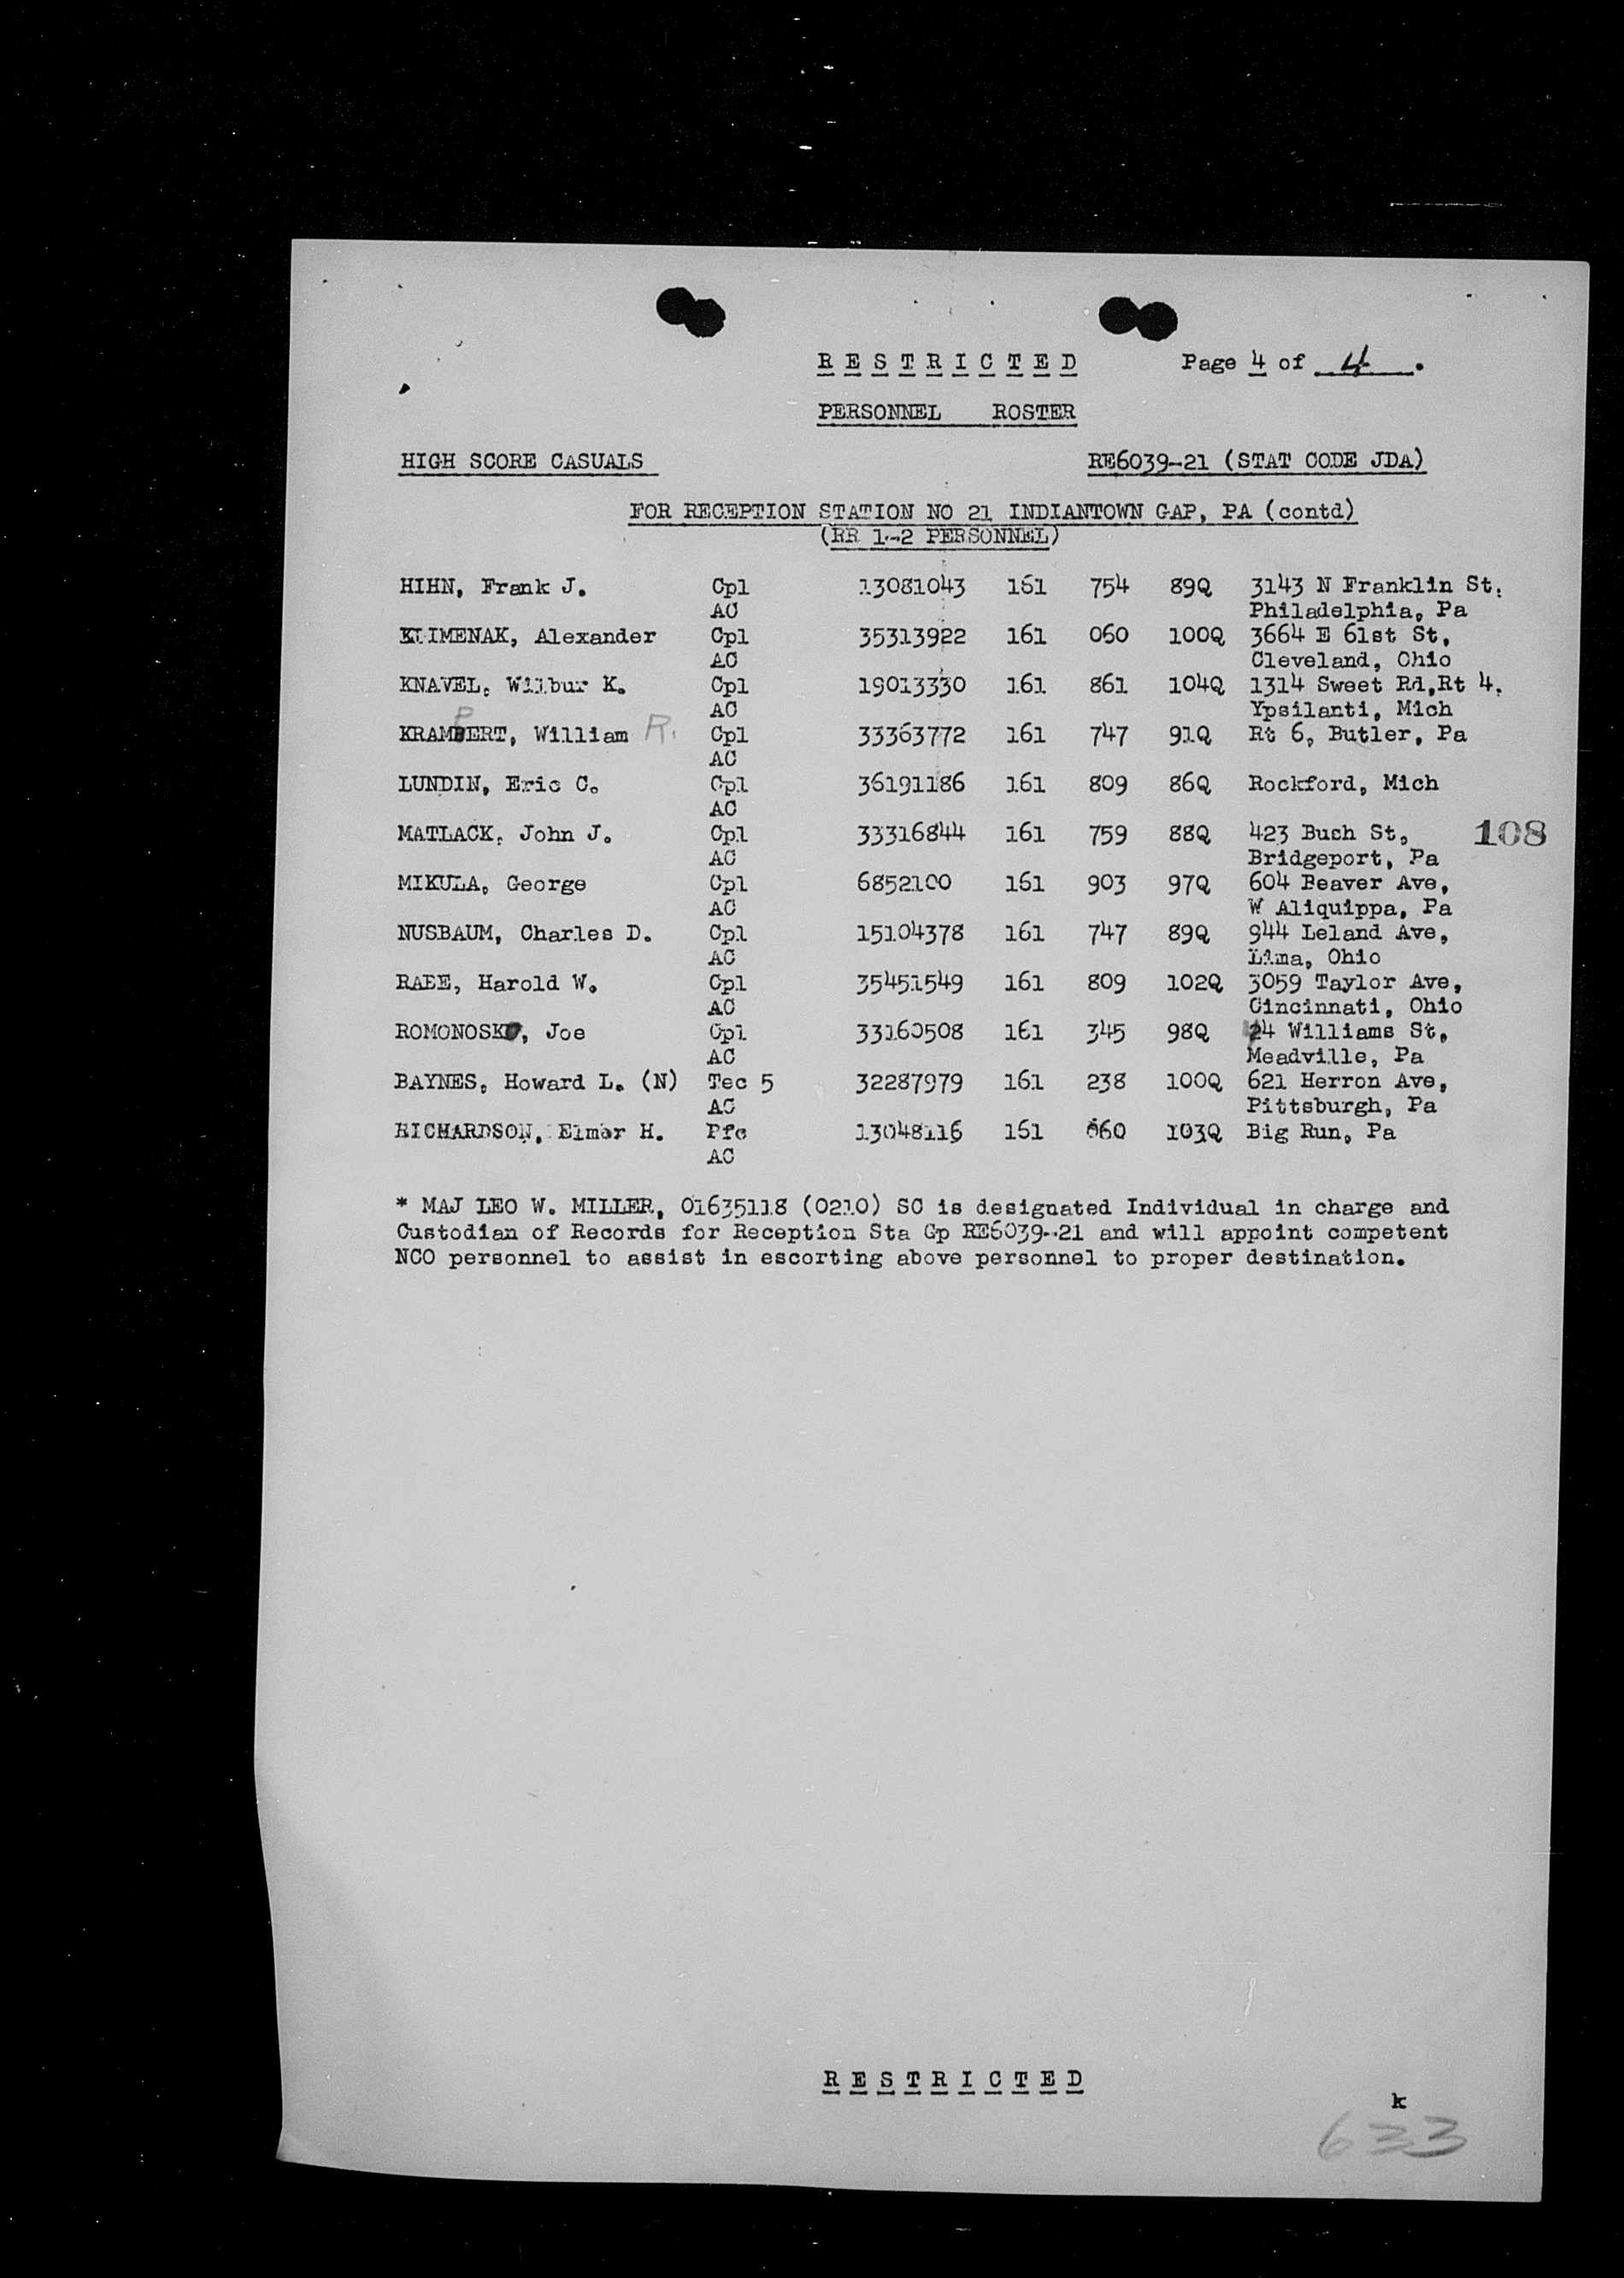 RESTRICTED Page 4 of 4.
PERSONNEL ROSTER
HIGH SCORE CASUALS RE6039-21 (STAT CODE JDA)
FOR RECEPTION STATION NO 21 INDIANTOWN GAP, PA (contd)
(RR 1-2 PERSONNEL)
HIHN, Frank J. Cpl 13081043 161 754 89Q 3143 N Franklin St,
AC Philadelphia, Pa
KLIMENAK, Alexander Cpl 35313922 161 060 100Q 3664 E 61st St,
AC Cleveland, Ohio
KNAVEL, Wilbur K. Cpl 19013330 161 861 104Q 1314 Sweet Rd,Rt 4,
AC Ypsilanti, Mich
KRAMPERT, William R. Cpl 33363772 161 747 91Q Rt 6, Butler, Pa
AC
LUNDIN, Eric C. Cpl 36191186 161 809 86Q Rockford, Mich
AC
MATLACK, John J. Cpl 33316844 161 759 88Q 423 Buch St, 108
AC Bridgeport, Pa
MIKULA, George Cpl 6852100 161 903 97Q 604 Beaver Ave,
AC W Aliquippa, Pa
NUSBAUM, Charles D. Cpl 15104378 161 747 89Q 944 Leland Ave,
AC Lima, Ohio
RABE, Harold W. Cpl 35451549 161 809 102Q 3059 Taylor Ave,
AC Cincinnati, Ohio
Joe Cpl 33160508 161 345 98Q Williams St,
AC Meadville, Pa
BAYNES, Howard L. (N) Tec 5 32287979 161 238 100Q 621 Herron Ave,
AC Pittsburgh, Pa
RICHARDSON, Elmer H. Pfc 13048116 161 060 103Q Big Run, Pa
AC
* MAJ LEO W. MILLER, 01635118 (0210) SC is designated Individual in charge and
Custodian of Records for Reception Sta Gp RE6039-21 and will appoint competent
NCO personnel to assist in escorting above personnel to proper destination.
RESTRICTED
k
633